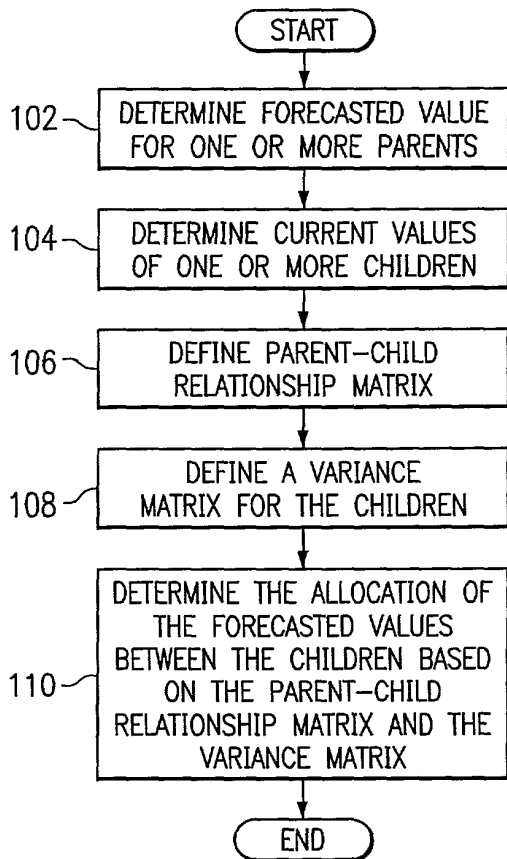 START
102
DETERMINE FORECASTED VALUE
FOR ONE OR MORE PARENTS
104
DETERMINE CURRENT VALUES
OF ONE OR MORE CHILDREN
106
DEFINE PARENT–CHILD
RELATIONSHIP MATRIX
108
DEFINE A VARIANCE
MATRIX FOR THE CHILDREN
110
DETERMINE THE ALLOCATION OF
THE FORECASTED VALUES
BETWEEN THE CHILDREN BASED
ON THE PARENT–CHILD
RELATIONSHIP MATRIX AND THE
VARIANCE MATRIX
END